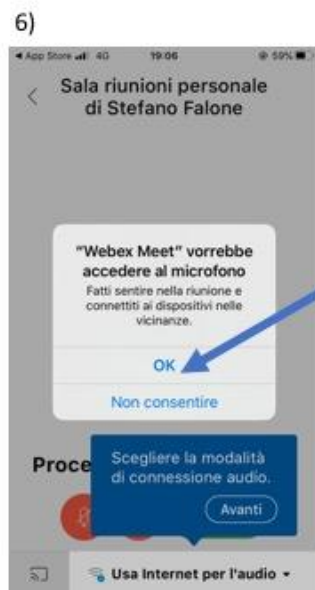 6)
App Store 4G 19:06 59%
Sala riunioni personale
di Stefano Falone
"Webex Meet" vorrebbe
accedere al microfono
Fatti sentire nella riunione e
connettiti ai dispositivi nelle
vicinanze.
OK
Non consentire
Scegliere la modalità
di connessione audio.
Proce
Avanti
Usa Internet per l'audio